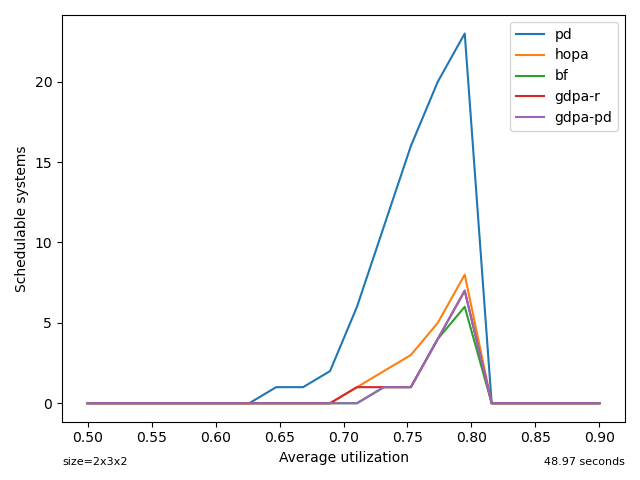 pd
hopa
bf
gdpa-r
gdpa-pd
Schedulable systems
20
15
10
5
0
0.50 0.55 0.60 0.65 0.70 0.75 0.80 0.85 0.90
Average utilization
size=2x3x2
48.97 seconds